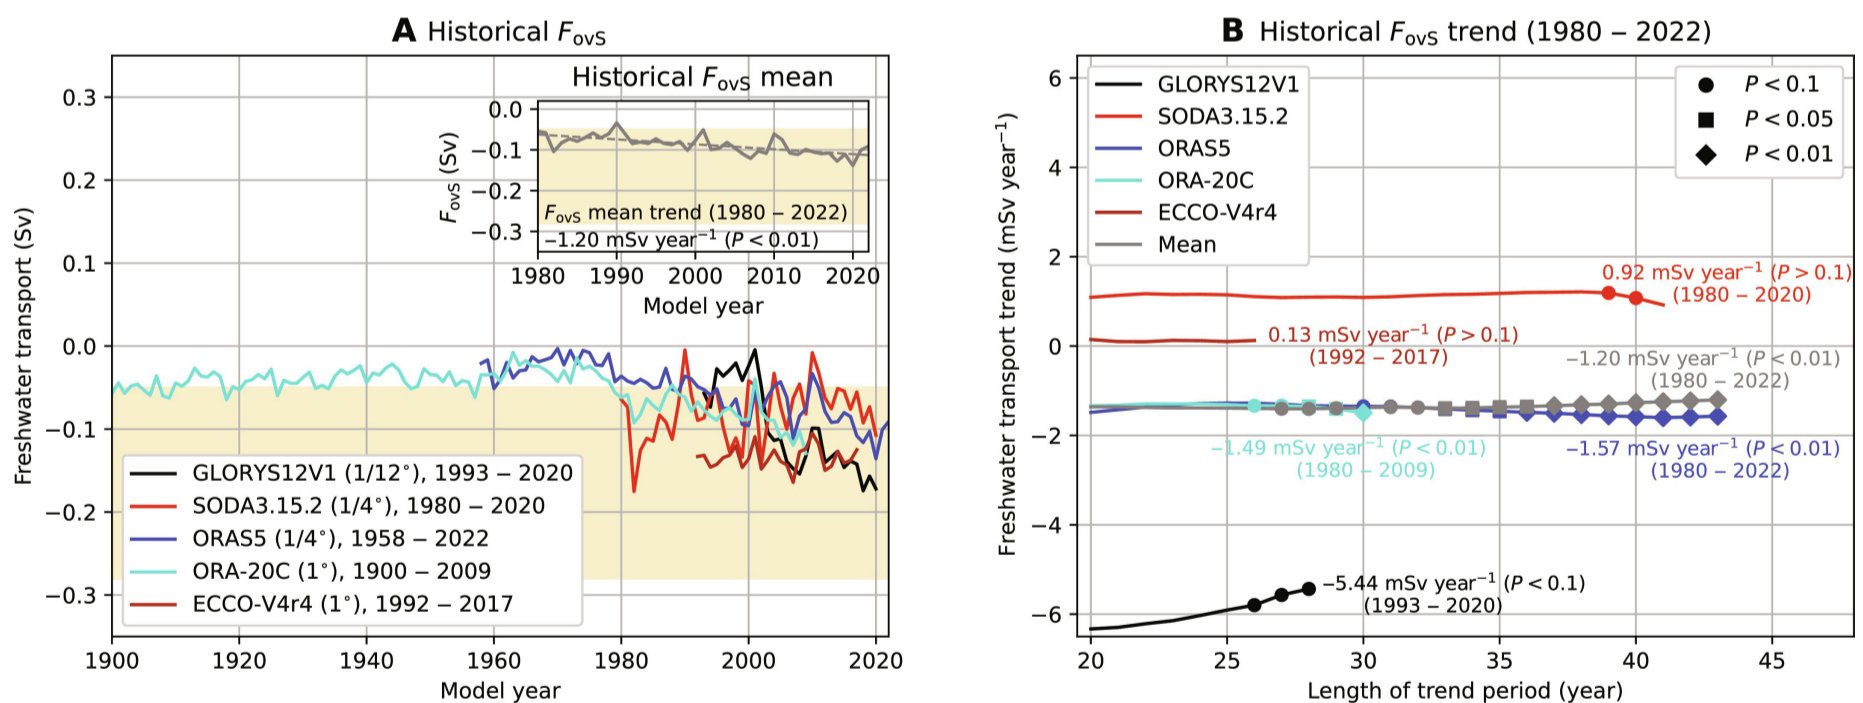 A Historical FovS
Freshwater transport (Sv)
0.3
0.2
0.1
0.0
−0.1
−0.2
−0.3
1900
1920
1940
1960
1980
2000
2020
Model year
Historical FovS mean
FovS (Sv)
0.0
−0.1
−0.2
−0.3
FovS mean trend (1980 – 2022)
−1.20 mSv year⁻¹ (P < 0.01)
1980
1990
2000
2010
2020
Model year
GLORYS12V1 (1/12°), 1993 – 2020
SODA3.15.2 (1/4°), 1980 – 2020
ORAS5 (1/4°), 1958 – 2022
ORA-20C (1°), 1900 – 2009
ECCO-V4r4 (1°), 1992 – 2017
B Historical FovS trend (1980 – 2022)
Freshwater transport trend (mSv year⁻¹)
6
4
2
0
−2
−4
−6
GLORYS12V1
SODA3.15.2
ORAS5
ORA-20C
ECCO-V4r4
Mean
P < 0.1
P < 0.05
P < 0.01
0.92 mSv year⁻¹ (P > 0.1)
(1980 – 2020)
0.13 mSv year⁻¹ (P > 0.1)
(1992 – 2017)
−1.20 mSv year⁻¹ (P < 0.01)
(1980 – 2022)
−1.49 mSv year⁻¹ (P < 0.01)
(1980 – 2009)
−1.57 mSv year⁻¹ (P < 0.01)
(1980 – 2022)
−5.44 mSv year⁻¹ (P < 0.1)
(1993 – 2020)
20
25
30
35
40
45
Length of trend period (year)